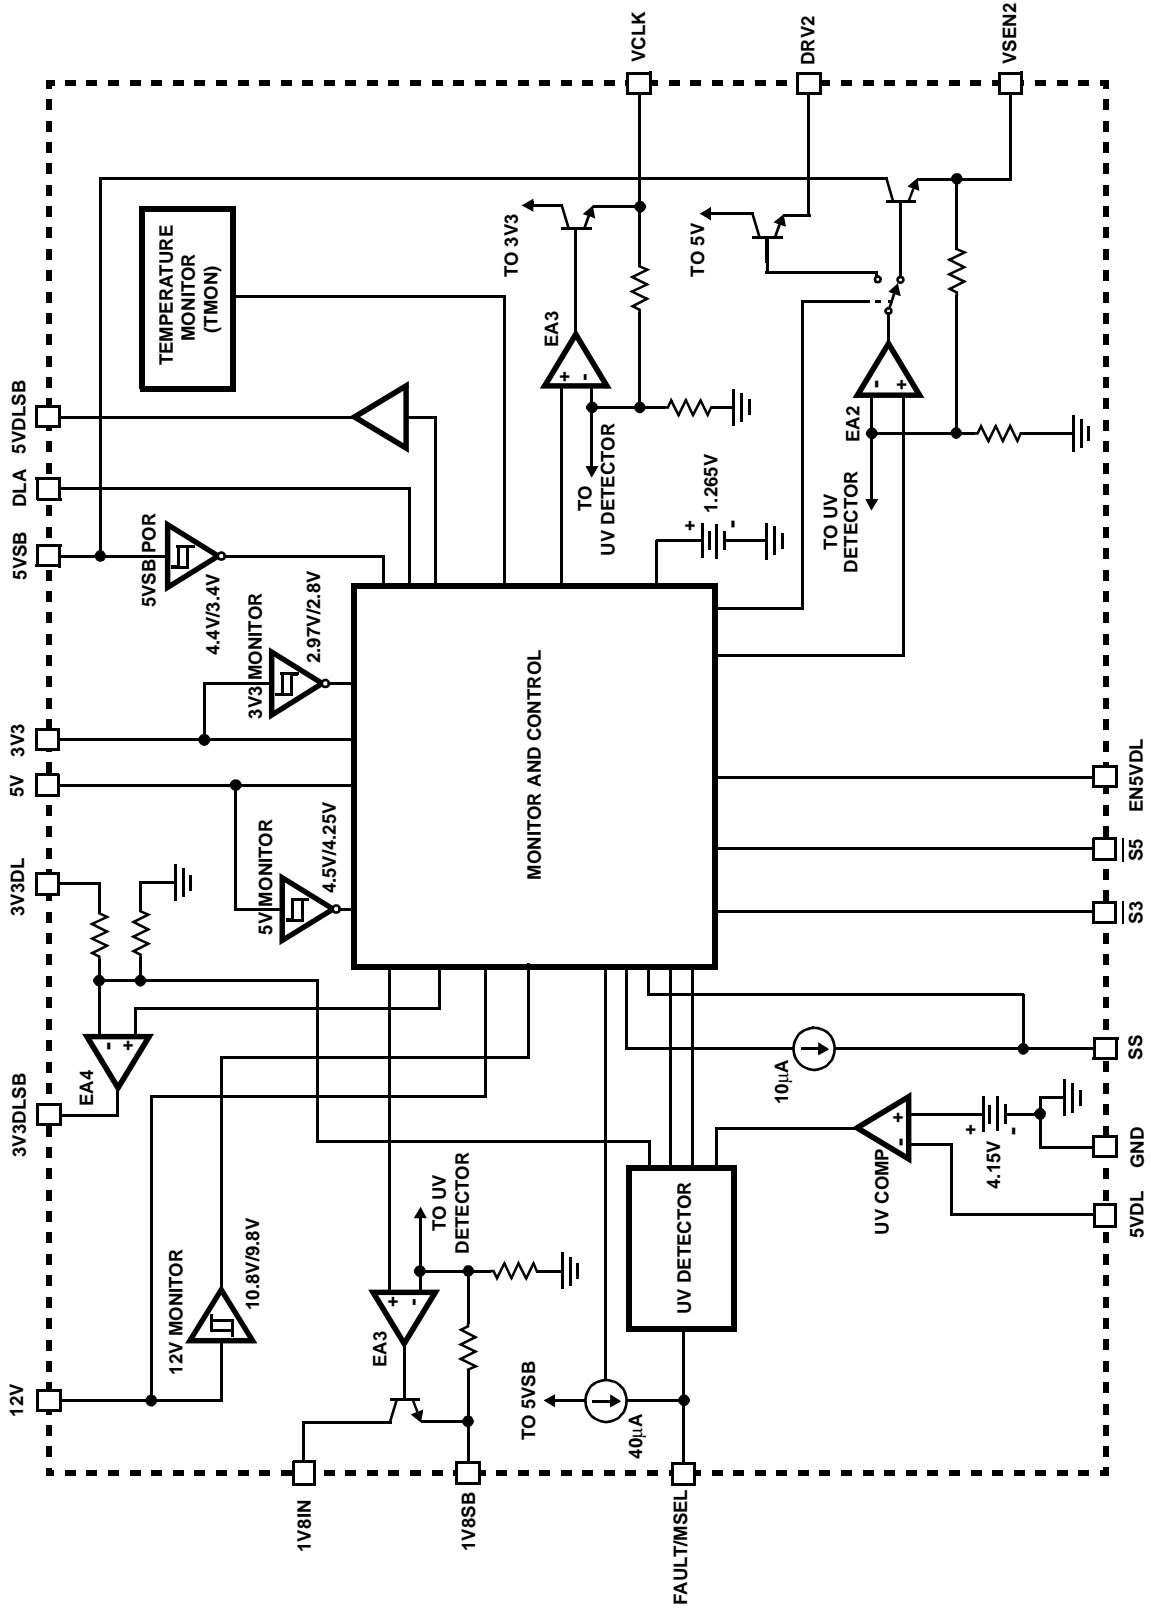 12V
3V3DLSB
3V3DL
5V
3V3
5VSB
DLA
5VDLSB
12V MONITOR
10.8V/9.8V
EA4
-
+
5V MONITOR
4.5V/4.25V
3V3 MONITOR
2.97V/2.8V
5VSB POR
4.4V/3.4V
TEMPERATURE
MONITOR
(TMON)
1V8IN
1V8SB
FAULT/MSEL
EA3
+
-
TO UV
DETECTOR
TO 5VSB
40μA
UV DETECTOR
MONITOR AND CONTROL
TO 3V3
EA3
+
-
TO
UV DETECTOR
VCLK
+
-
1.265V
TO 5V
DRV2
EA2
-
+
TO UV
DETECTOR
VSEN2
10μA
UV COMP
-
+
4.15V
+
-
5VDL
GND
SS
S3
S5
EN5VDL